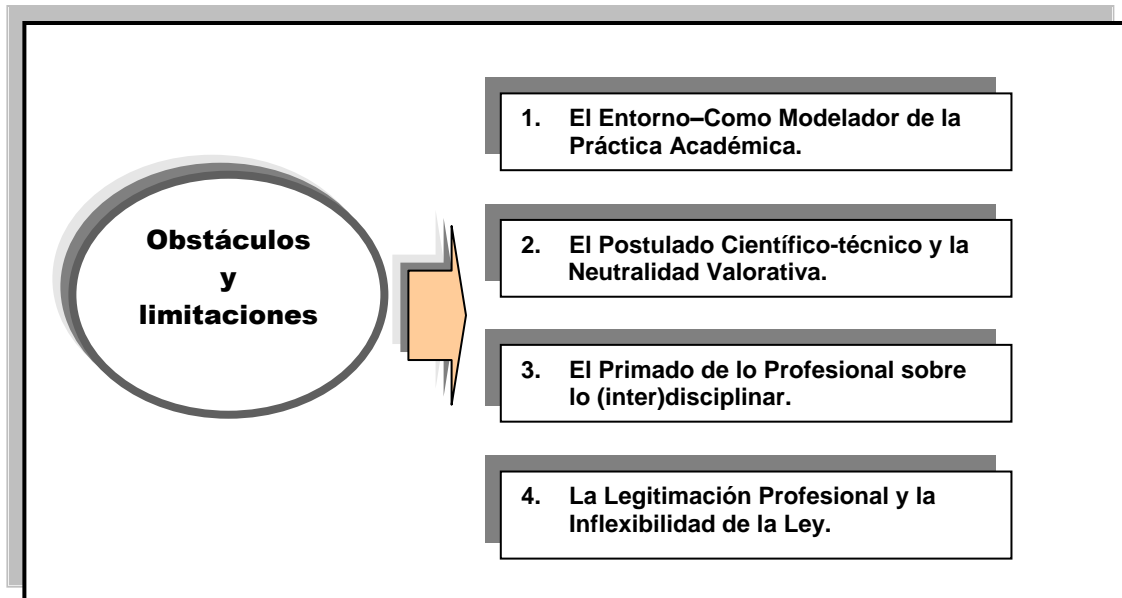 Obstáculos
y
limitaciones
1. El Entorno–Como Modelador de la
Práctica Académica.
2. El Postulado Científico-técnico y la
Neutralidad Valorativa.
3. El Primado de lo Profesional sobre
lo (inter)disciplinar.
4. La Legitimación Profesional y la
Inflexibilidad de la Ley.